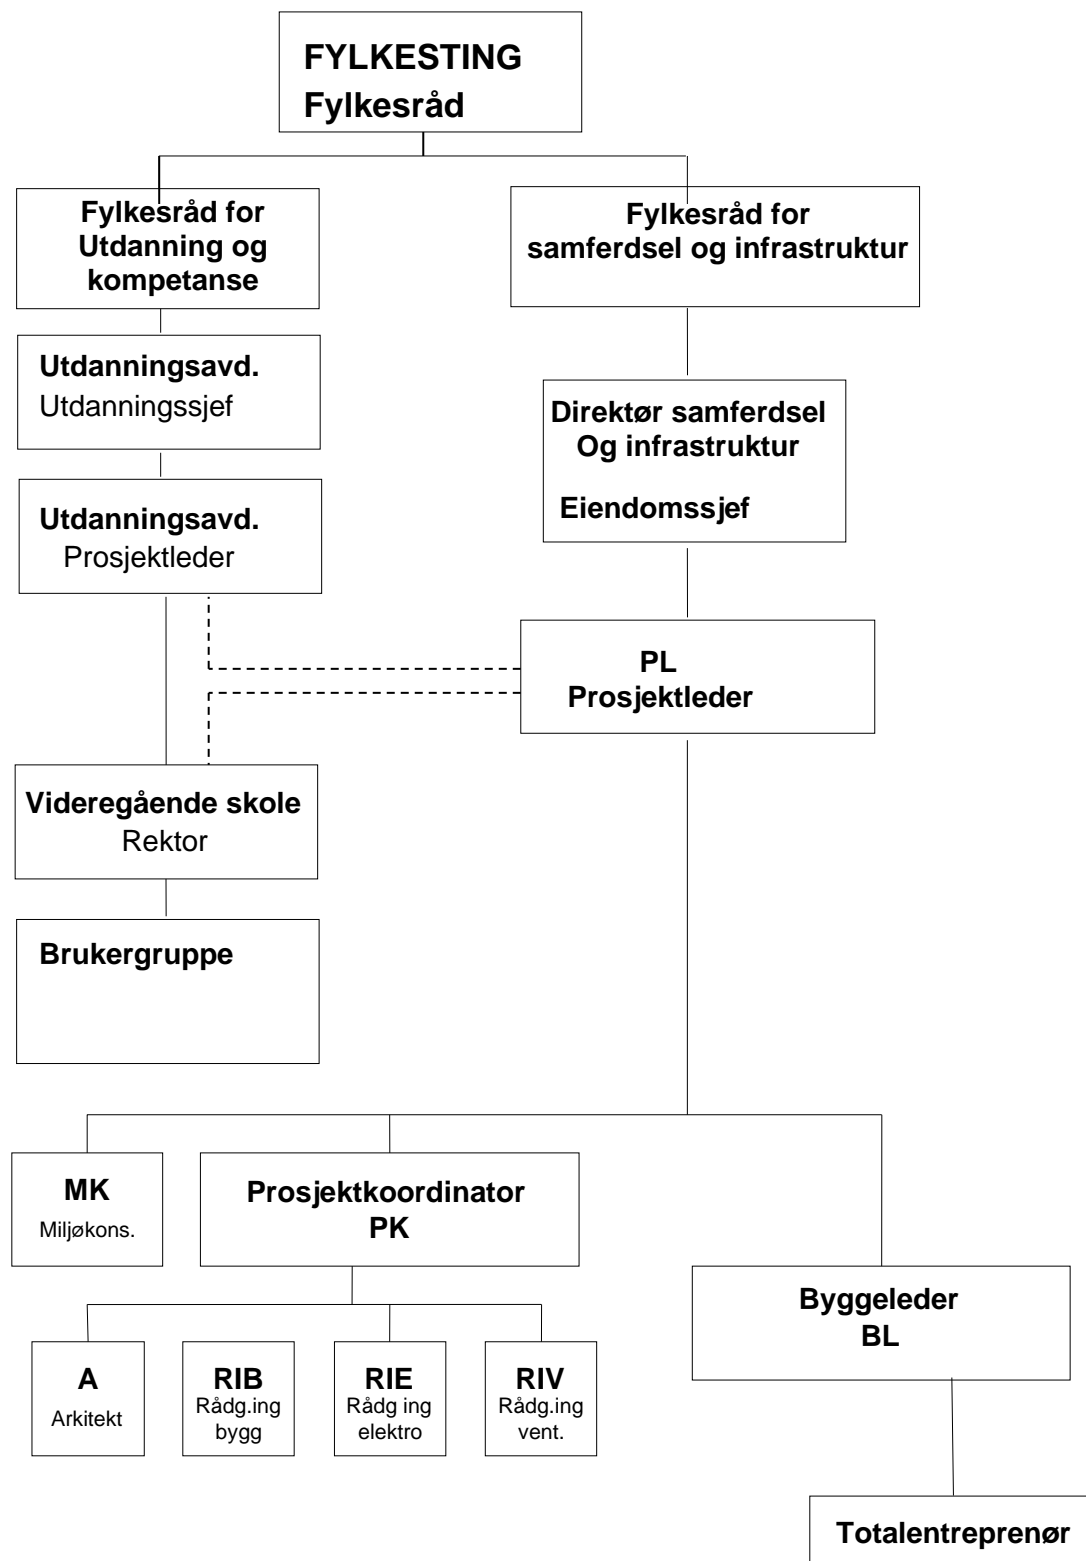 FYLKESTING
Fylkesråd
Fylkesråd for
Utdanning og
kompetanse
Fylkesråd for
samferdsel og infrastruktur
Utdanningsavd.
Utdanningssjef
Direktør samferdsel
Og infrastruktur
Eiendomssjef
Utdanningsavd.
Prosjektleder
PL
Prosjektleder
Videregående skole
Rektor
Brukergruppe
MK
Miljøkons.
Prosjektkoordinator
PK
Byggeleder
BL
A
Arkitekt
RIB
Rådg.ing
bygg
RIE
Rådg ing
elektro
RIV
Rådg.ing
vent.
Totalentreprenør